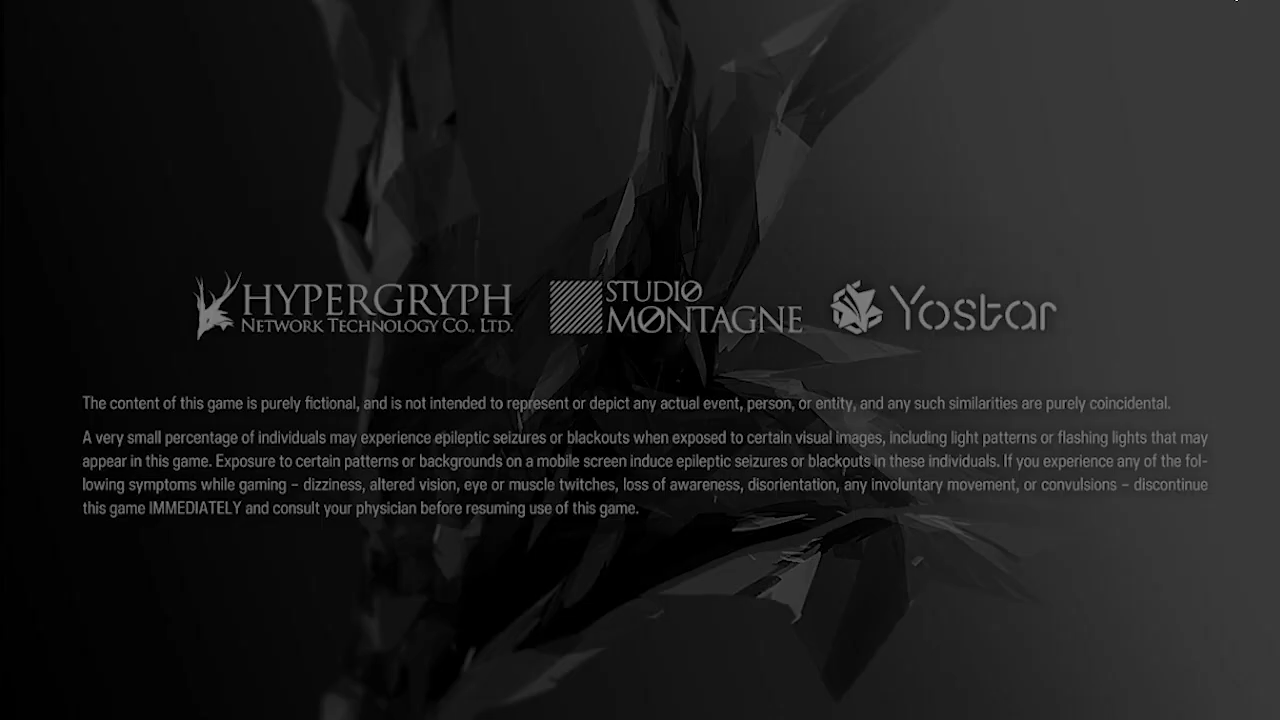 HYPERGRYPH
NETWORK TECHNOLOGY CO., LTD.
STUDIO
MØNTAGNE
Yostar
The content of this game is purely fictional, and is not intended to represent or depict any actual event, person, or entity, and any such similarities are purely coincidental.
A very small percentage of individuals may experience epileptic seizures or blackouts when exposed to certain visual images, including light patterns or flashing lights that may
appear in this game. Exposure to certain patterns or backgrounds on a mobile screen induce epileptic seizures or blackouts in these individuals. If you experience any of the fol-
lowing symptoms while gaming – dizziness, altered vision, eye or muscle twitches, loss of awareness, disorientation, any involuntary movement, or convulsions – discontinue
this game IMMEDIATELY and consult your physician before resuming use of this game.